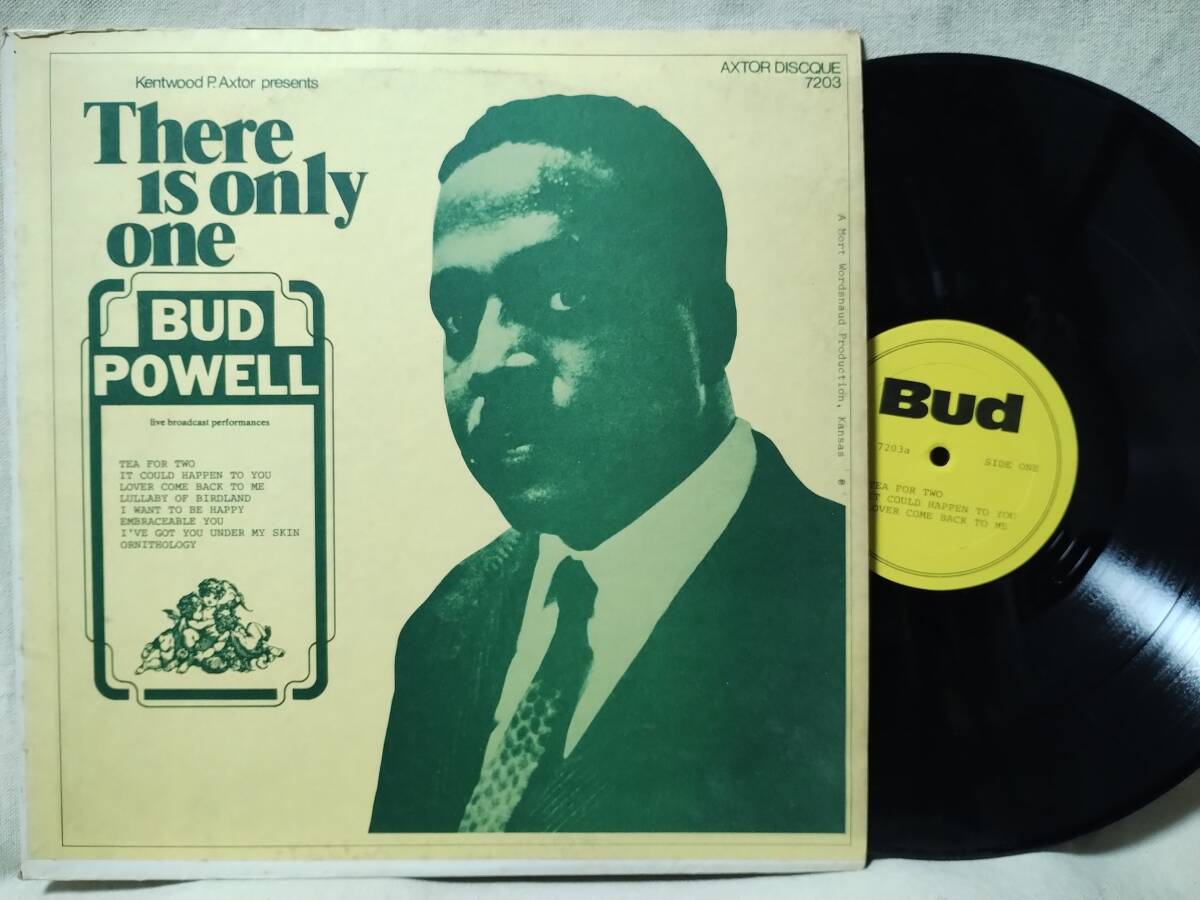 Kentwood P. Axtor presents
AXTOR DISCQUE
7203
There
is only
one
BUD
POWELL
live broadcast performances
TEA FOR TWO
IT COULD HAPPEN TO YOU
LOVER COME BACK TO ME
LULLABY OF BIRDLAND
I WANT TO BE HAPPY
EMBRACEABLE YOU
I'VE GOT YOU UNDER MY SKIN
ORNITHOLOGY
A Mort Wordsnaud Production, Kansas
Bud
7203a
SIDE ONE
TEA FOR TWO
IT COULD HAPPEN TO YOU
LOVER COME BACK TO ME